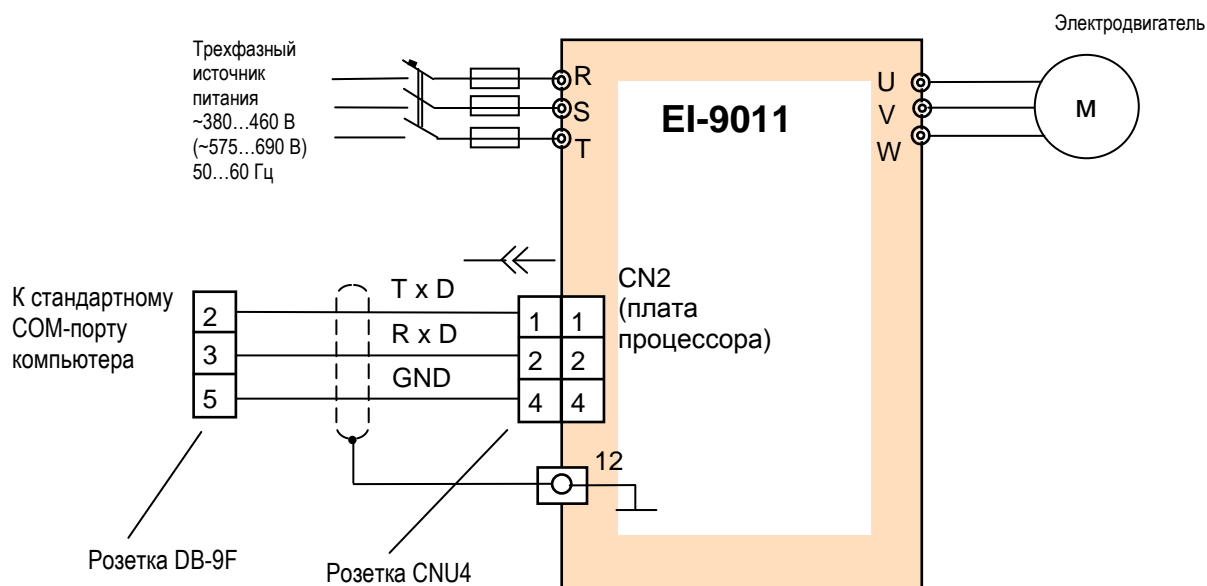 Электродвигатель
Трехфазный
источник
питания
~380...460 В
(~575...690 В)
50...60 Гц
R
S
T
EI-9011
U
V
W
M
К стандартному
COM-порту
компьютера
2
3
5
T x D
R x D
GND
1 1
2 2
4 4
CN2
(плата
процессора)
12
Розетка DB-9F
Розетка CNU4